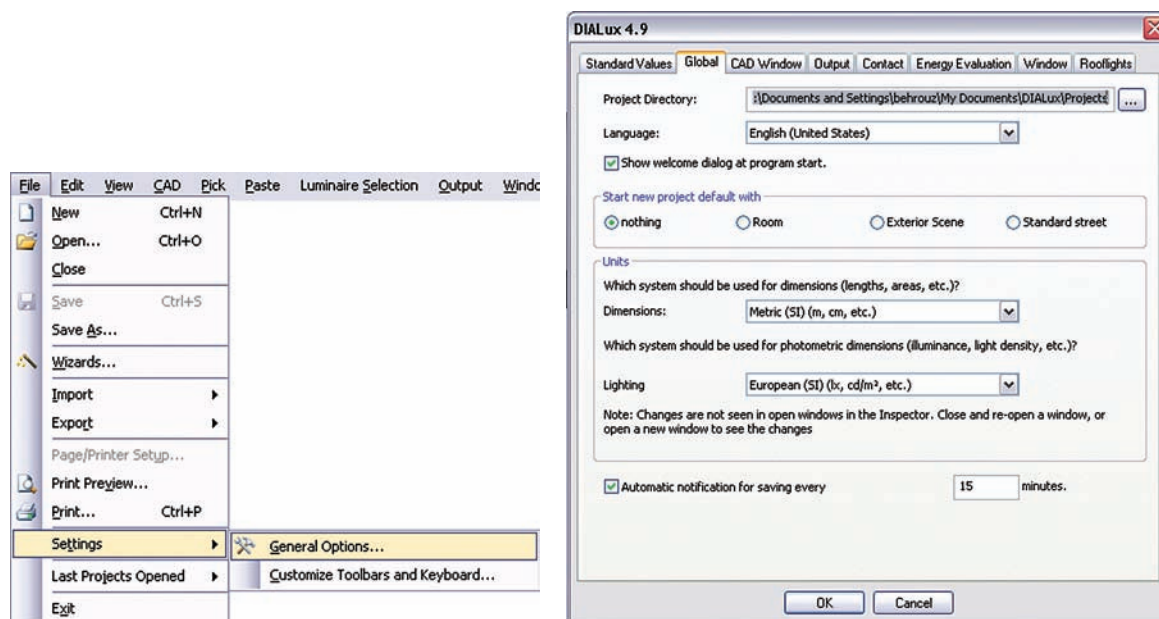 File Edit View CAD Pick Paste Luminaire Selection Output
New Ctrl+N
Open... Ctrl+O
Close
Save Ctrl+S
Save As...
Wizards...
Import
Export
Page/Printer Setup...
Print Preview...
Print... Ctrl+P
Settings
General Options...
Last Projects Opened
Customize Toolbars and Keyboard...
Exit
DIALux 4.9
Standard Values Global CAD Window Output Contact Energy Evaluation Window Rooflights
Project Directory: :\Documents and Settings\behrouz\My Documents\DIALux\Projects ...
Language: English (United States)
Show welcome dialog at program start.
Start new project default with
nothing Room Exterior Scene Standard street
Units
Which system should be used for dimensions (lengths, areas, etc.)?
Dimensions: Metric (SI) (m, cm, etc.)
Which system should be used for photometric dimensions (illuminance, light density, etc.)?
Lighting European (SI) (lx, cd/m², etc.)
Note: Changes are not seen in open windows in the Inspector. Close and re-open a window, or
open a new window to see the changes
Automatic notification for saving every 15 minutes.
OK Cancel